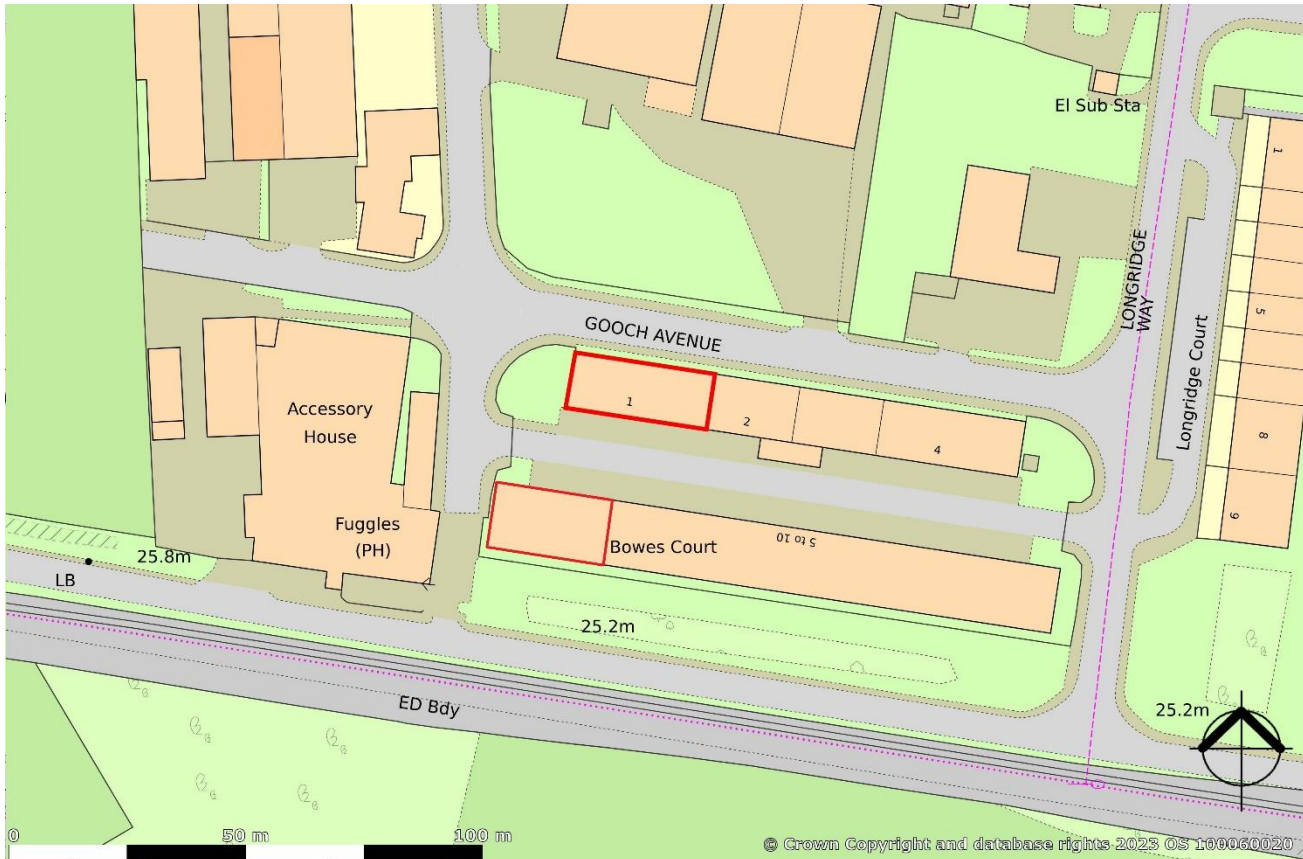 El Sub Sta
1
LONGRIDGE
WAY
5
Longridge Court
GOOCH AVENUE
1
2
4
8
9
Accessory
House
Fuggles
(PH)
5 to 10
Bowes Court
25.8m
LB
25.2m
ED Bdy
25.2m
0
50 m
100 m
© Crown Copyright and database rights 2023 OS 100060020